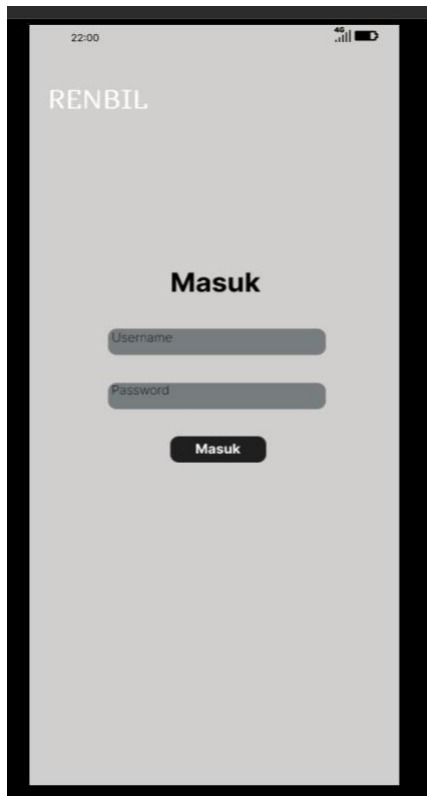 22:00 4G
RENBIL
Masuk
Username
Password
Masuk